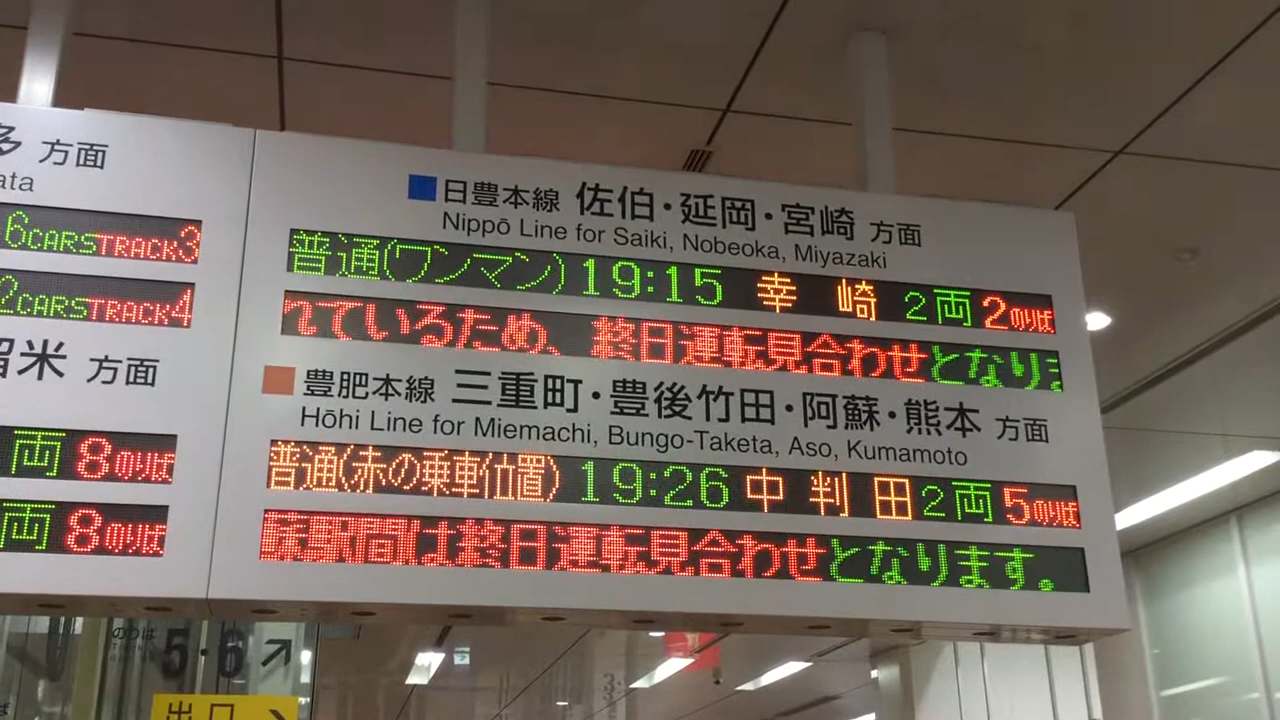 多 方面
ata
6CARS TRACK3
2CARS TRACK4
留米 方面
両 8のりば
両 8のりば
日豊本線 佐伯・延岡・宮崎 方面
Nippō Line for Saiki, Nobeoka, Miyazaki
普通(ワンマン) 19:15 幸崎 2両 2のりば
れているため、終日運転見合わせとなりま
豊肥本線 三重町・豊後竹田・阿蘇・熊本 方面
Hōhi Line for Miemachi, Bungo-Taketa, Aso, Kumamoto
普通(赤の乗車位置) 19:26 中判田 2両 5のりば
蘇駅間は終日運転見合わせとなります。
のりば 5・6
出口